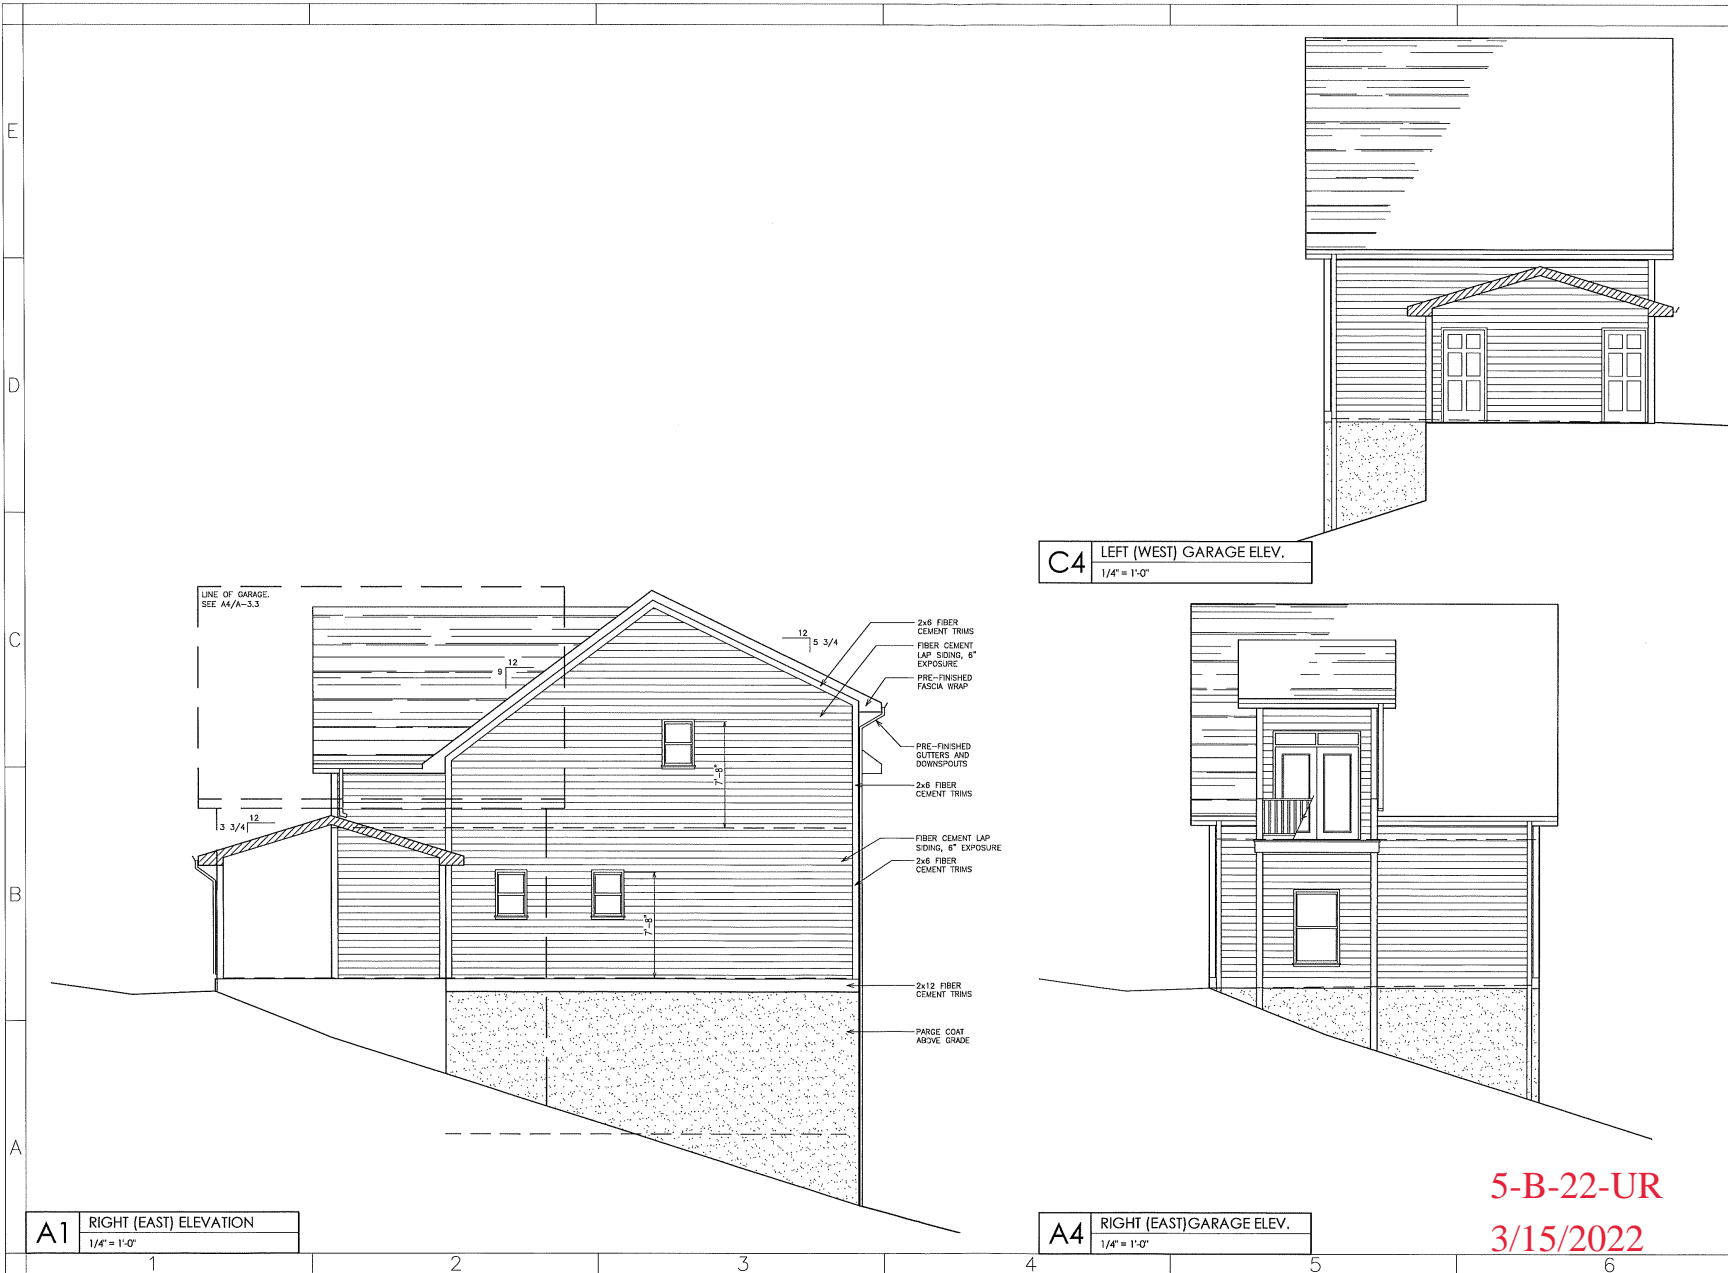 E
D
C
B
A
C4
LEFT (WEST) GARAGE ELEV.
1/4" = 1'-0"
LINE OF GARAGE.
SEE A4/A-3.3
12
9
12
5 3/4
12
3 3/4
7'-8"
7'-8"
2x6 FIBER
CEMENT TRIMS
FIBER CEMENT
LAP SIDING, 6"
EXPOSURE
PRE-FINISHED
FASCIA WRAP
PRE-FINISHED
GUTTERS AND
DOWNSPOUTS
2x6 FIBER
CEMENT TRIMS
FIBER CEMENT LAP
SIDING, 6" EXPOSURE
2x6 FIBER
CEMENT TRIMS
2x12 FIBER
CEMENT TRIMS
PARGE COAT
ABOVE GRADE
A1
RIGHT (EAST) ELEVATION
1/4" = 1'-0"
A4
RIGHT (EAST)GARAGE ELEV.
1/4" = 1'-0"
5-B-22-UR
3/15/2022
1
2
3
4
5
6